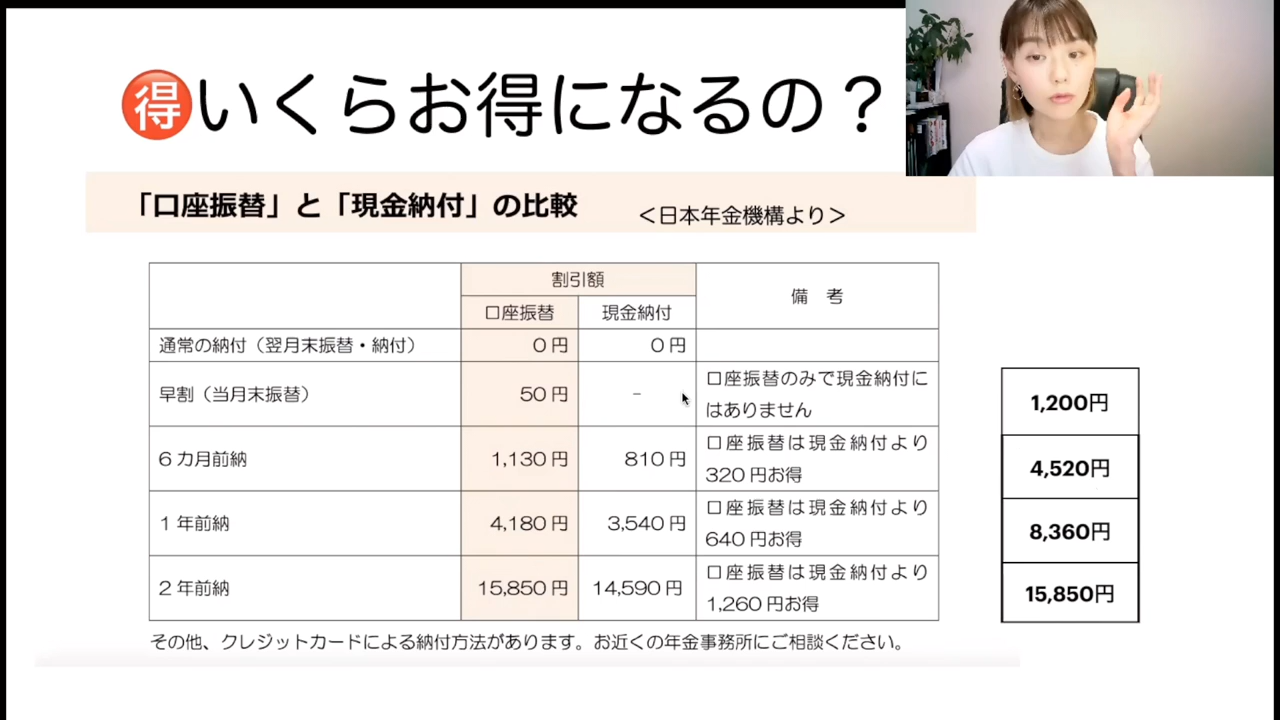 得いくらお得になるの？
「口座振替」と「現金納付」の比較 ＜日本年金機構より＞
割引額
備 考
口座振替 現金納付
通常の納付（翌月末振替・納付） 0円 0円
早割（当月末振替） 50円 － 口座振替のみで現金納付に
はありません
1,200円
6カ月前納 1,130円 810円 口座振替は現金納付より
320円お得
4,520円
1年前納 4,180円 3,540円 口座振替は現金納付より
640円お得
8,360円
2年前納 15,850円 14,590円 口座振替は現金納付より
1,260円お得
15,850円
その他、クレジットカードによる納付方法があります。お近くの年金事務所にご相談ください。